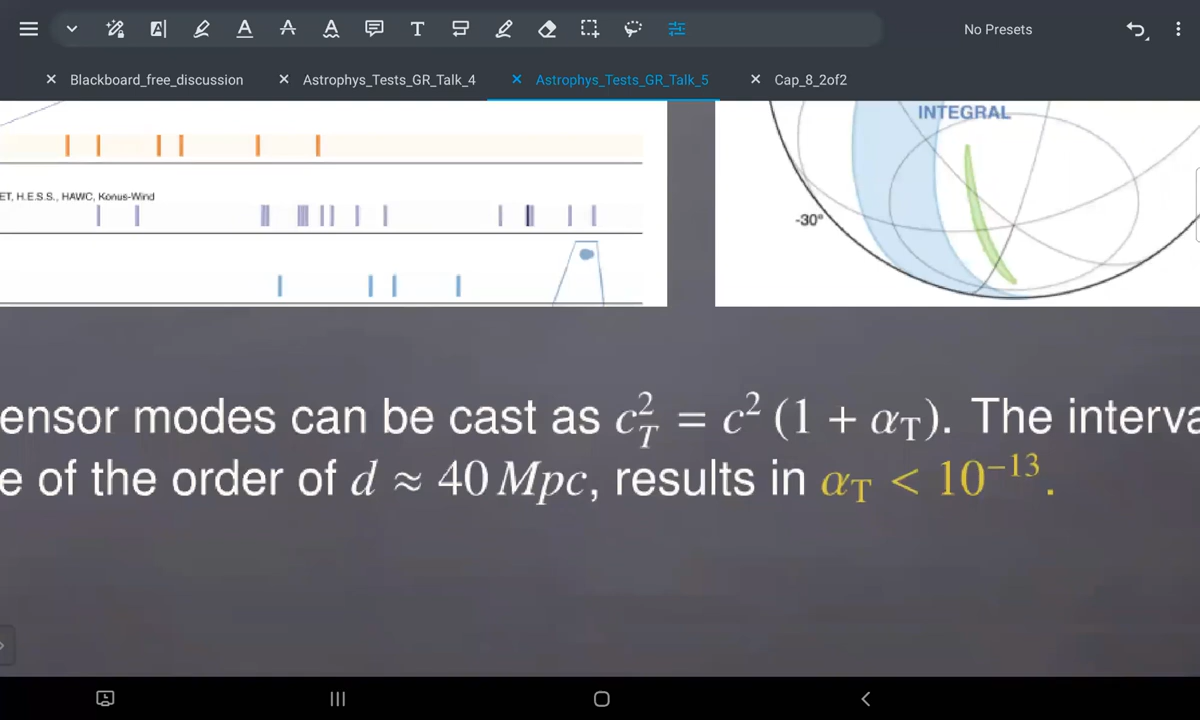 No Presets
Blackboard_free_discussion
Astrophys_Tests_GR_Talk_4
Astrophys_Tests_GR_Talk_5
Cap_8_2of2
INTEGRAL
ET, H.E.S.S., HAWC, Konus-Wind
-30°
ensor modes can be cast as c_T^2 = c^2 (1 + α_T). The interva
e of the order of d ≈ 40 Mpc, results in α_T < 10^{-13}.